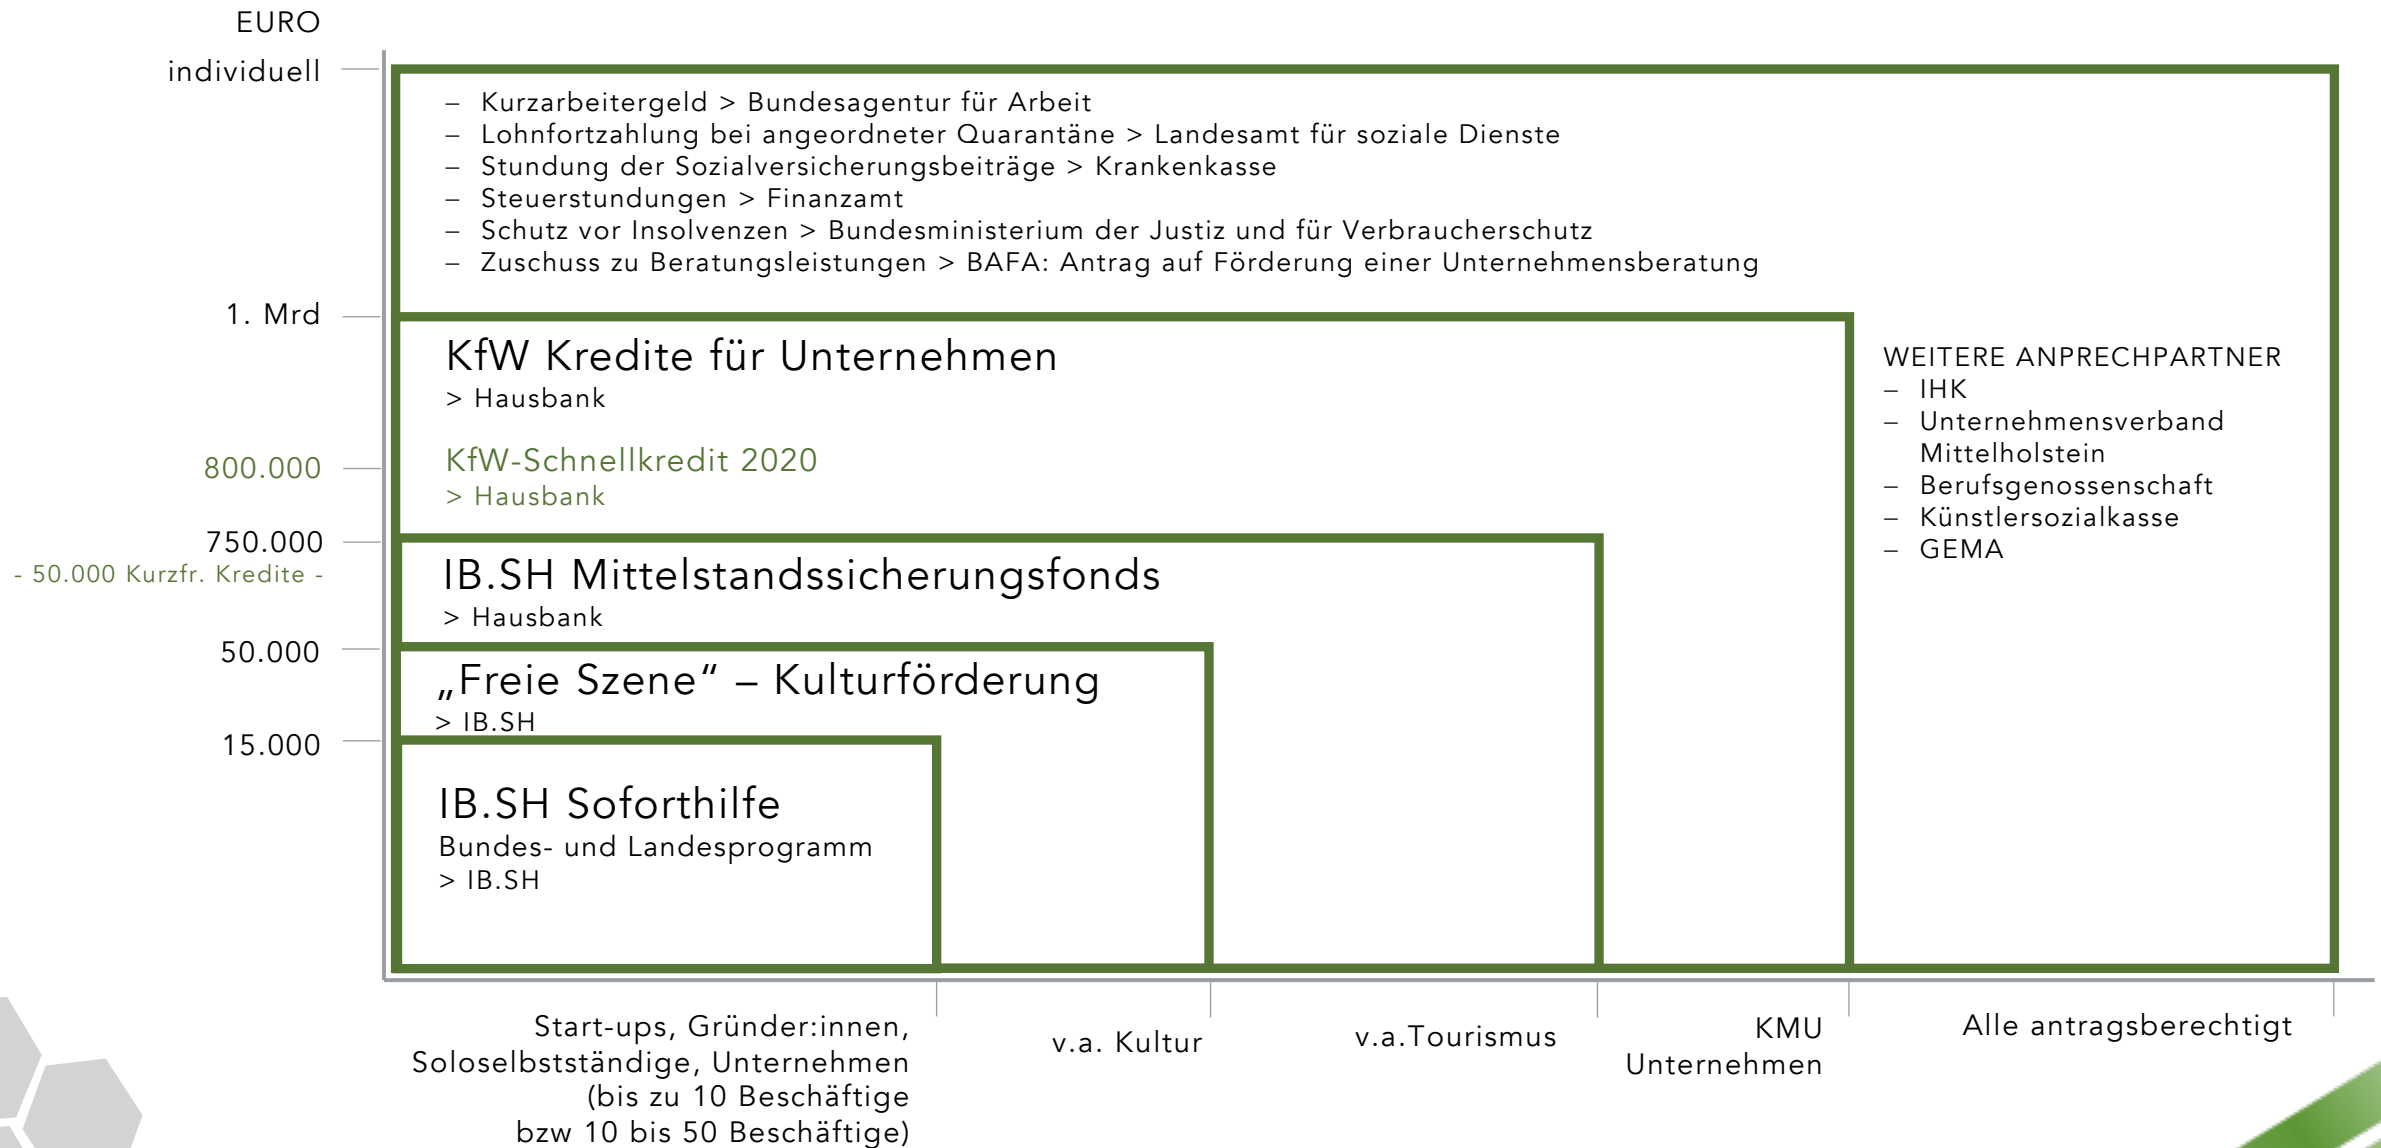 EURO
individuell
– Kurzarbeitergeld > Bundesagentur für Arbeit
– Lohnfortzahlung bei angeordneter Quarantäne > Landesamt für soziale Dienste
– Stundung der Sozialversicherungsbeiträge > Krankenkasse
– Steuerstundungen > Finanzamt
– Schutz vor Insolvenzen > Bundesministerium der Justiz und für Verbraucherschutz
– Zuschuss zu Beratungsleistungen > BAFA: Antrag auf Förderung einer Unternehmensberatung
1. Mrd
KfW Kredite für Unternehmen
> Hausbank
800.000
KfW-Schnellkredit 2020
> Hausbank
WEITERE ANPRECHPARTNER
– IHK
– Unternehmensverband
Mittelholstein
– Berufsgenossenschaft
– Künstlersozialkasse
– GEMA
750.000
- 50.000 Kurzfr. Kredite -
IB.SH Mittelstandssicherungsfonds
> Hausbank
50.000
„Freie Szene“ – Kulturförderung
> IB.SH
15.000
IB.SH Soforthilfe
Bundes- und Landesprogramm
> IB.SH
Start-ups, Gründer:innen,
Soloselbstständige, Unternehmen
(bis zu 10 Beschäftige
bzw 10 bis 50 Beschäftige)
v.a. Kultur
v.a.Tourismus
KMU
Unternehmen
Alle antragsberechtigt